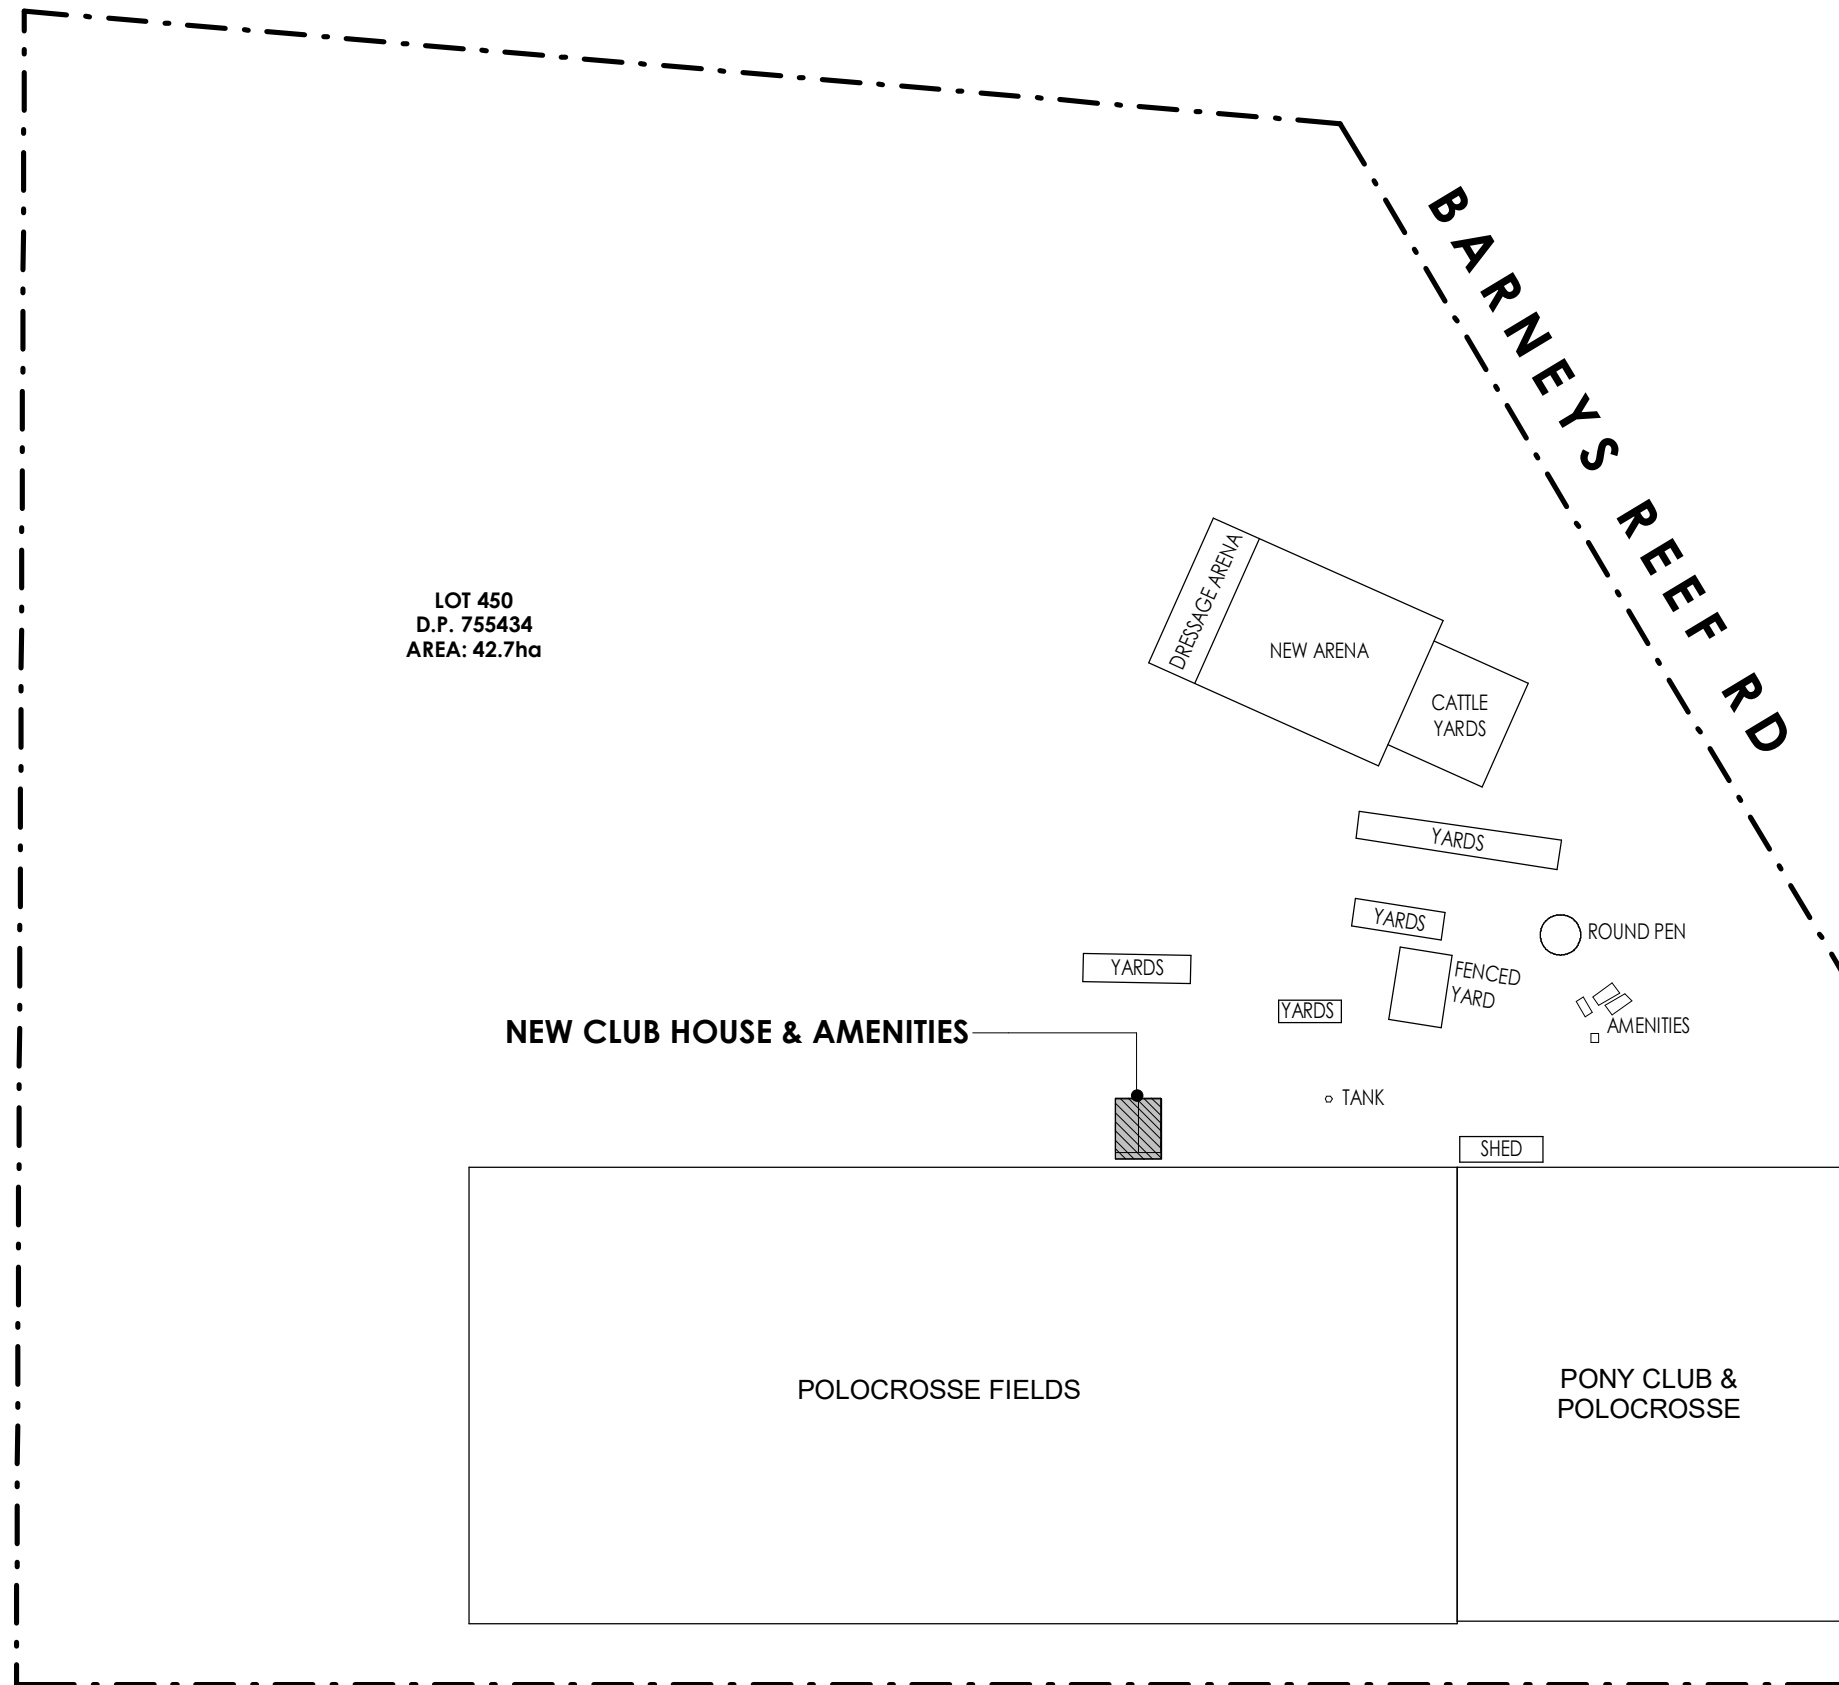 BARNEYS REEF RD
LOT 450
D.P. 755434
AREA: 42.7ha
DRESSAGE ARENA
NEW ARENA
CATTLE
YARDS
YARDS
YARDS
ROUND PEN
YARDS
FENCED
YARD
YARDS
AMENITIES
NEW CLUB HOUSE & AMENITIES
TANK
SHED
POLOCROSSE FIELDS
PONY CLUB &
POLOCROSSE